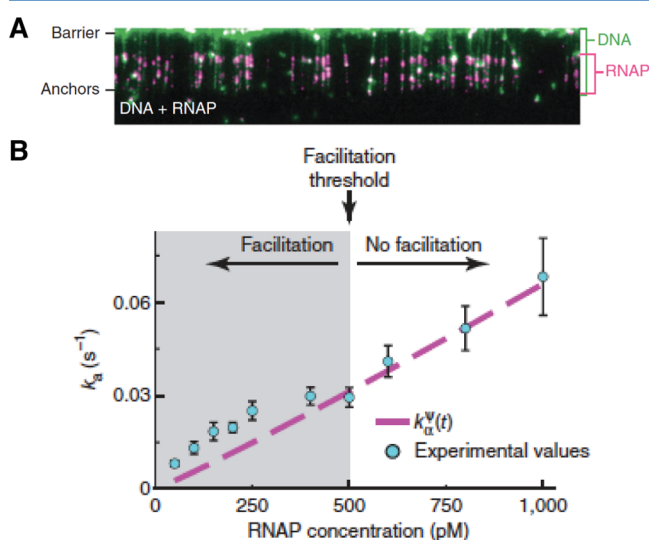 A
Barrier
DNA
RNAP
Anchors
DNA + RNAP
B
Facilitation
threshold
Facilitation
No facilitation
0.06
0.03
0
kₐ (s⁻¹)
k_α^Ψ(t)
Experimental values
0
250
500
750
1,000
RNAP concentration (pM)